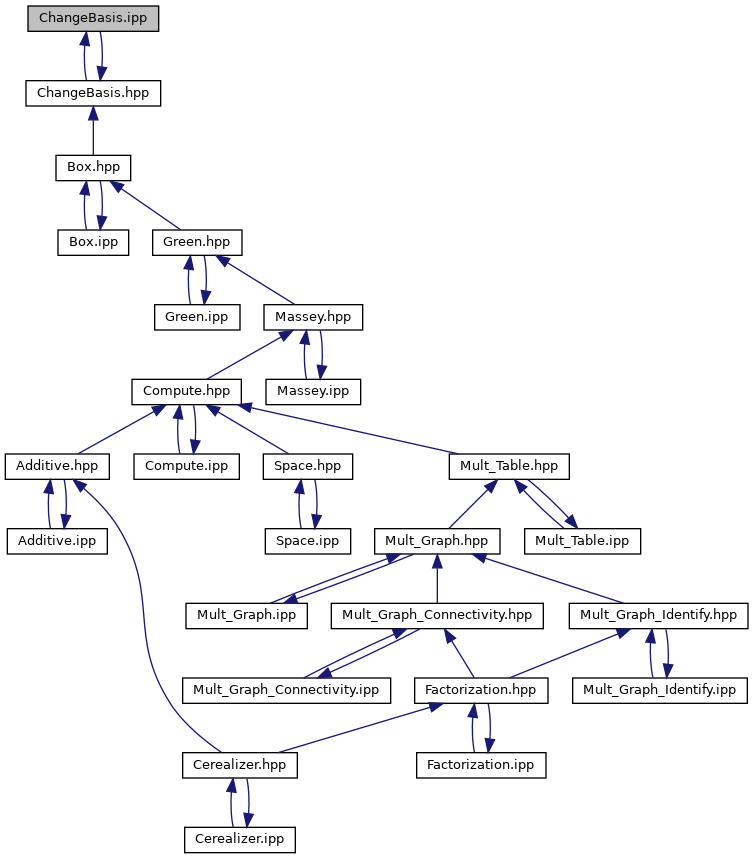 ChangeBasis.ipp
ChangeBasis.hpp
Box.hpp
Box.ipp
Green.hpp
Green.ipp
Massey.hpp
Compute.hpp
Massey.ipp
Additive.hpp
Compute.ipp
Space.hpp
Mult_Table.hpp
Additive.ipp
Space.ipp
Mult_Graph.hpp
Mult_Table.ipp
Mult_Graph.ipp
Mult_Graph_Connectivity.hpp
Mult_Graph_Identify.hpp
Mult_Graph_Connectivity.ipp
Factorization.hpp
Mult_Graph_Identify.ipp
Cerealizer.hpp
Factorization.ipp
Cerealizer.ipp